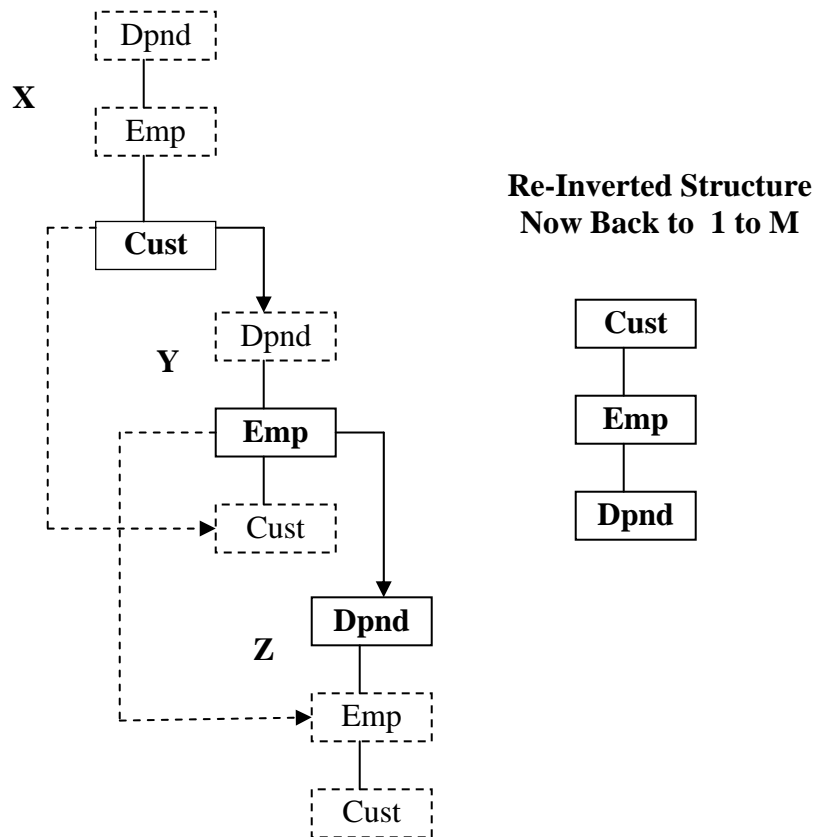 Dpnd
X
Emp
Re-Inverted Structure
Now Back to 1 to M
Cust
Cust
Dpnd
Y
Emp
Emp
Cust
Dpnd
Dpnd
Z
Emp
Cust